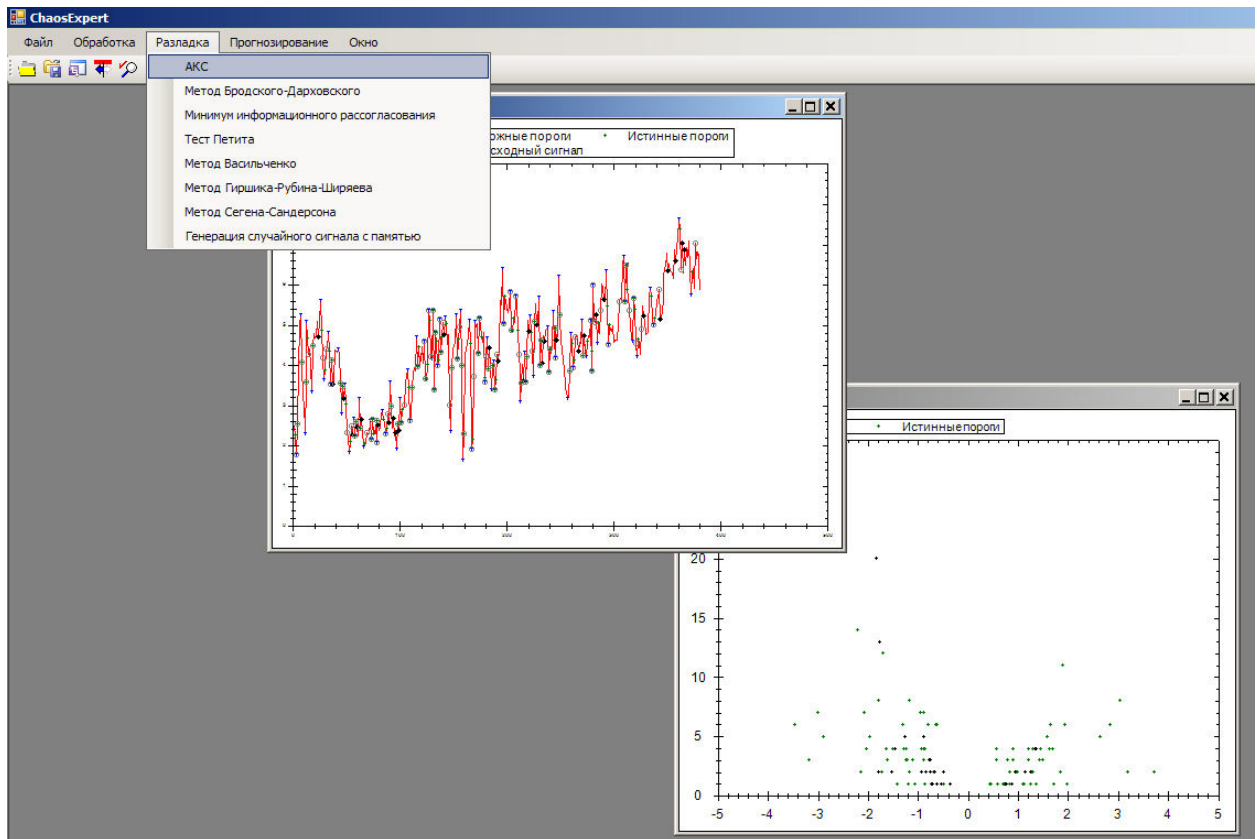 ChaosExpert
Файл Обработка Разладка Прогнозирование Окно
АКС
Метод Бродского-Дарховского
Минимум информационного рассогласования
Тест Петита
Метод Васильченко
Метод Гиршика-Рубина-Ширяева
Метод Сегена-Сандерсона
Генерация случайного сигнала с памятью
ожные пороги Истинные пороги
сходный сигнал
Истинные пороги
20
15
10
5
0
-5 -4 -3 -2 -1 0 1 2 3 4 5